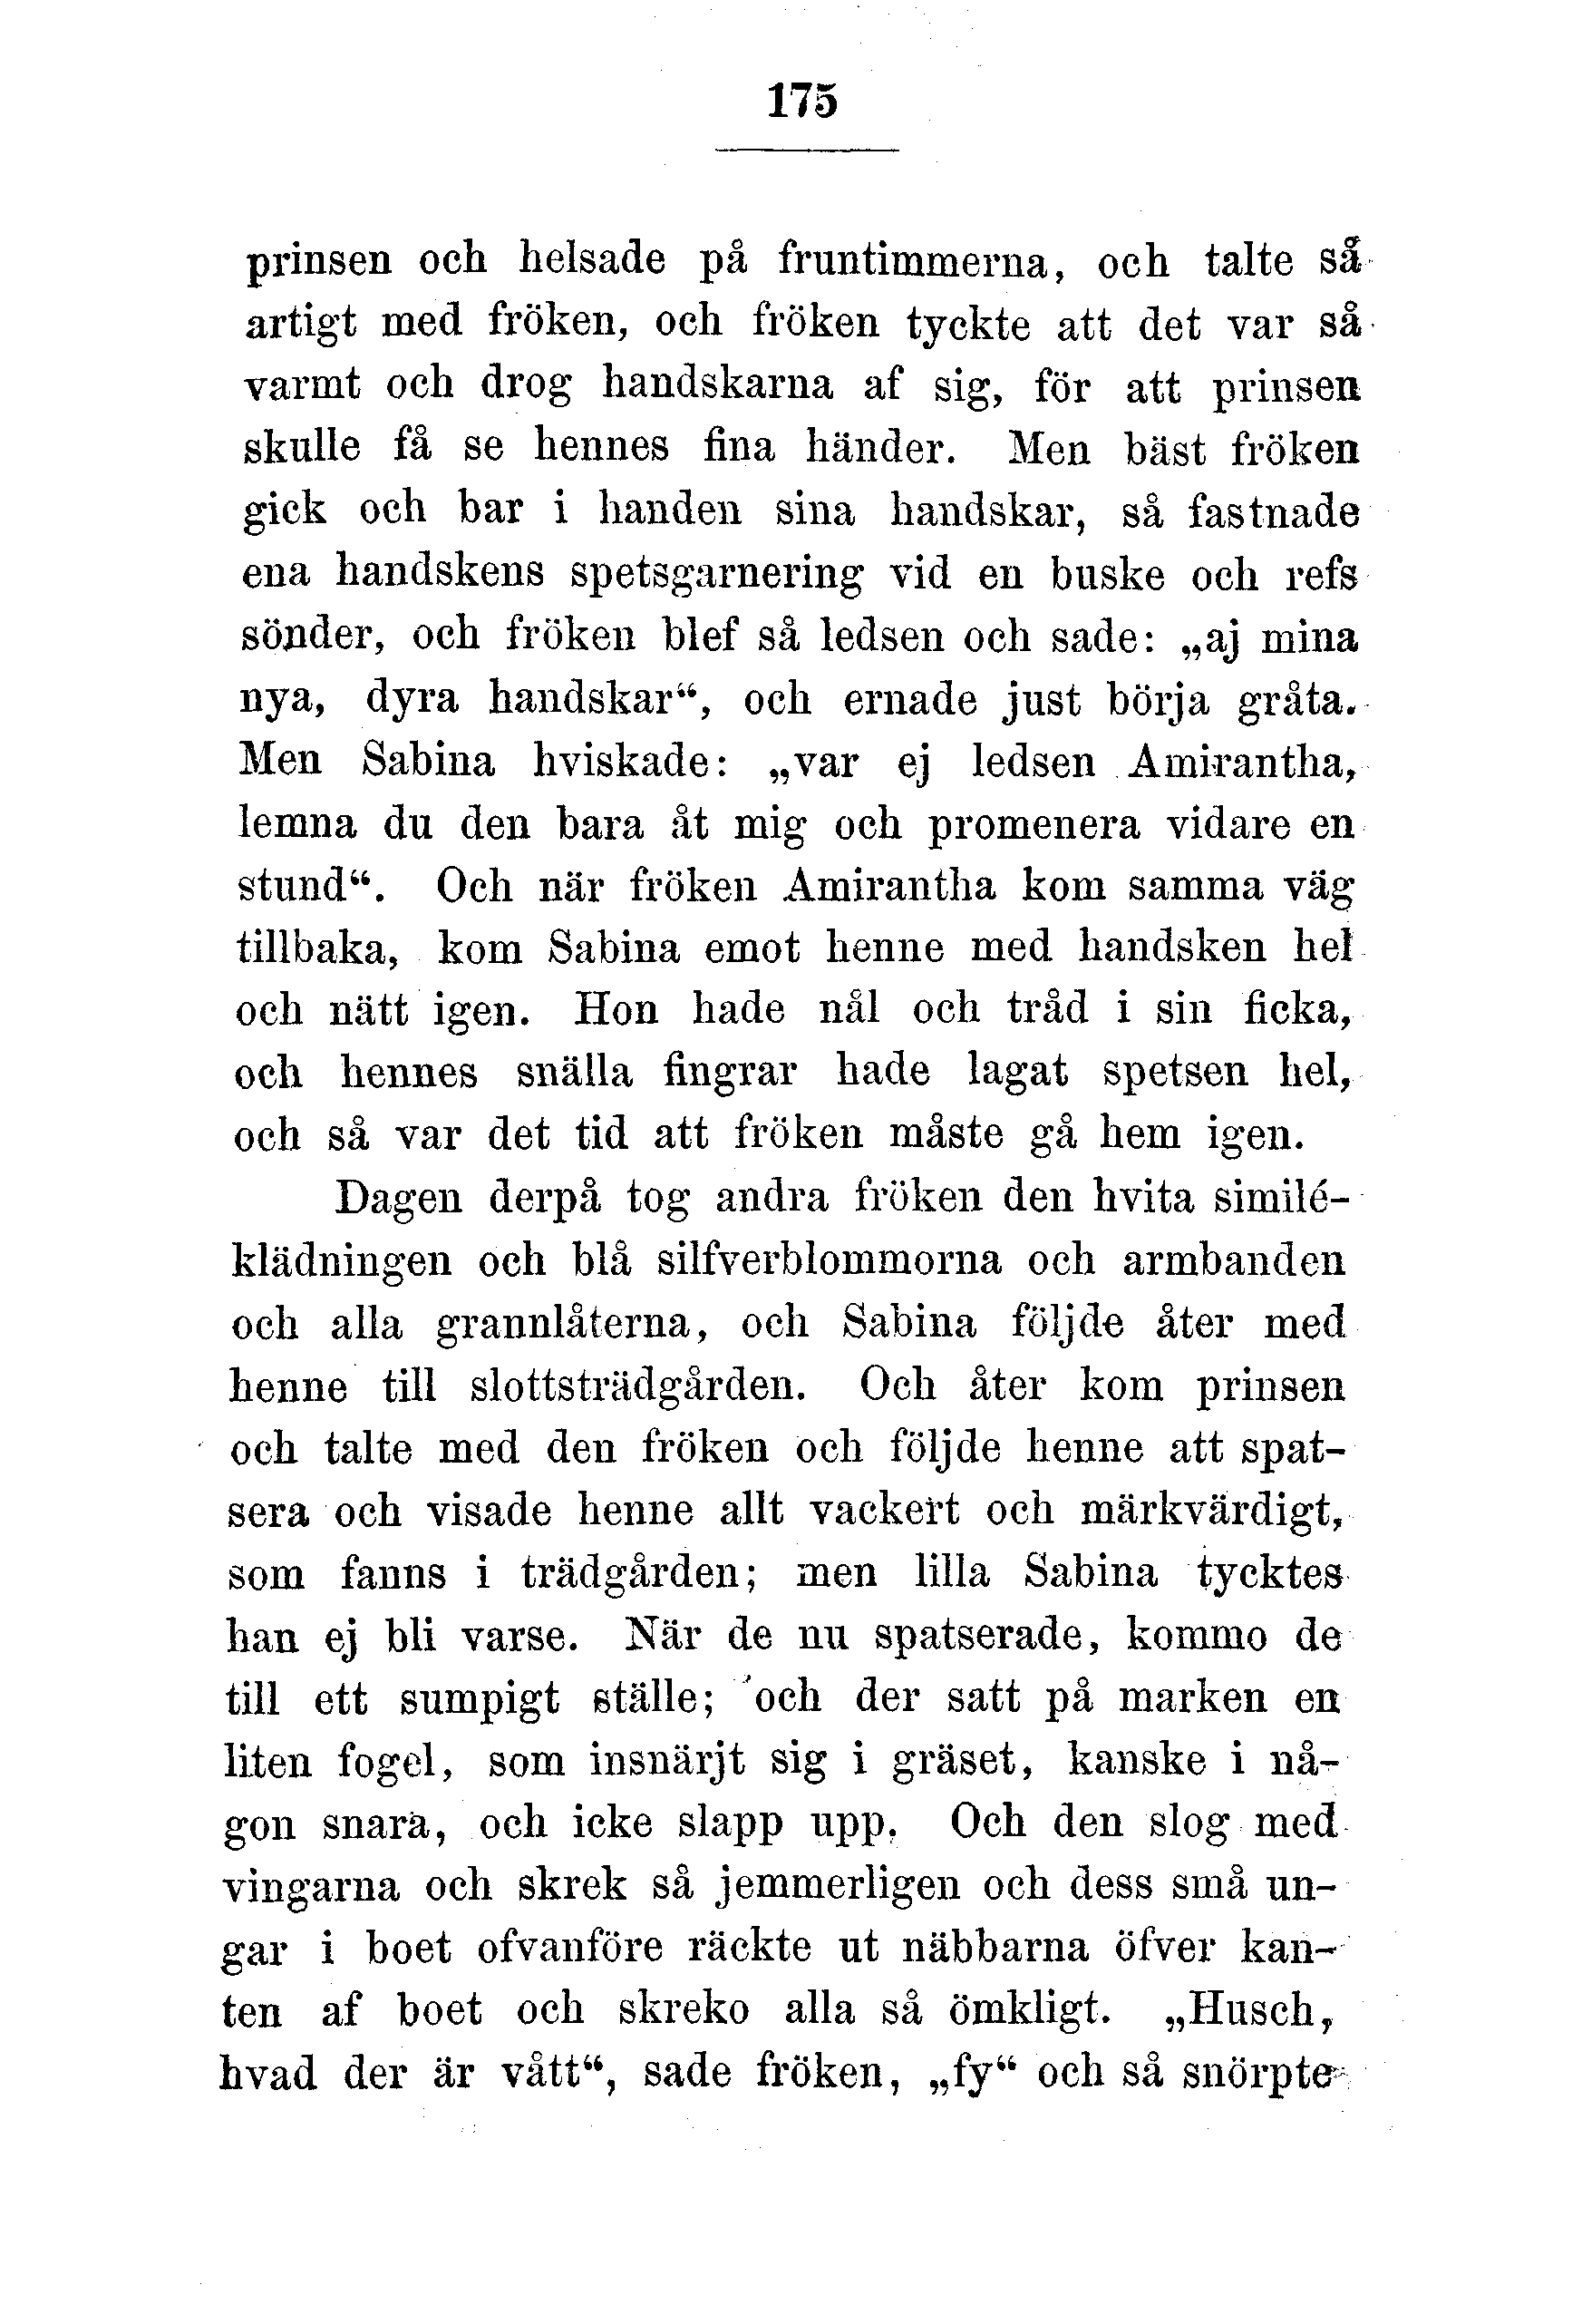 175
prinsen och helsade på fruntimmerna, och talte så
artigt med fröken, och fröken tyckte att det var så
varmt och drog handskarna af sig, för att prinsen
skulle få se hennes fina händer. Men bäst fröken
gick och bar i handen sina handskar, så fastnade
ena handskens spetsgarnering vid en buske och refs
sönder, och fröken blef så ledsen och sade: „aj mina
nya, dyra handskar“, och ernade just börja gråta.
Men Sabina hviskade: „var ej ledsen Amirantha,
lemna du den bara åt mig och promenera vidare en
stund“. Och när fröken Amirantha kom samma väg
tillbaka, kom Sabina emot henne med handsken hel
och nätt igen. Hon hade nål och tråd i sin ficka,
och hennes snälla fingrar hade lagat spetsen hel,
och så var det tid att fröken måste gå hem igen.
Dagen derpå tog andra fröken den hvita similé-
klädningen och blå silfverblommorna och armbanden
och alla grannlåterna, och Sabina följde åter med
henne till slottsträdgården. Och åter kom prinsen
och talte med den fröken och följde henne att spat-
sera och visade henne allt vackert och märkvärdigt,
som fanns i trädgården; men lilla Sabina tycktes
han ej bli varse. När de nu spatserade, kommo de
till ett sumpigt ställe; och der satt på marken en
liten fogel, som insnärjt sig i gräset, kanske i nå-
gon snara, och icke slapp upp. Och den slog med
vingarna och skrek så jemmerligen och dess små un-
gar i boet ofvanföre räckte ut näbbarna öfver kan-
ten af boet och skreko alla så ömkligt. „Husch,
hvad der är vått“, sade fröken, „fy“ och så snörpte